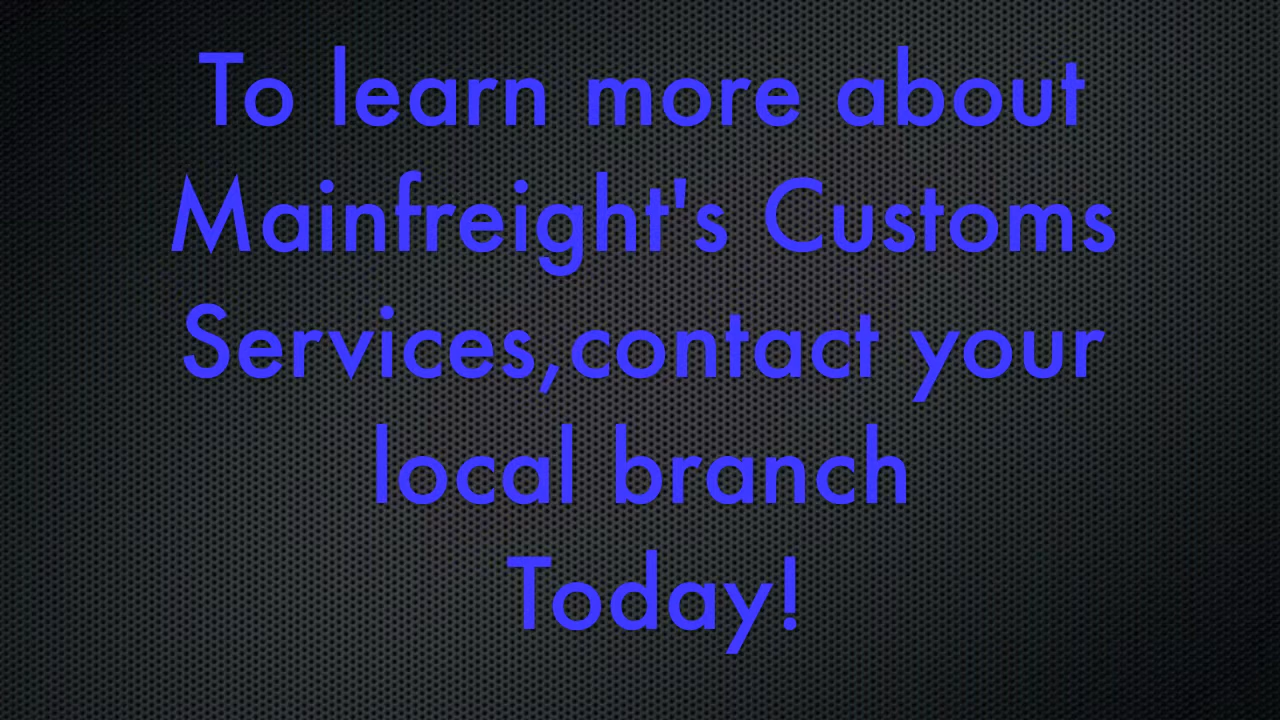 To learn more about
Mainfreight's Customs
Services,contact your
local branch
Today!